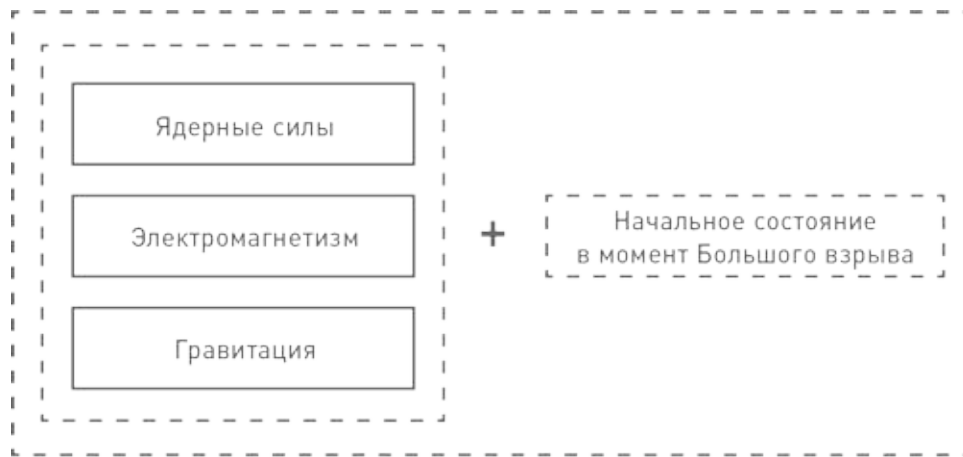 Ядерные силы
Электромагнетизм
+
Начальное состояние
в момент Большого взрыва
Гравитация